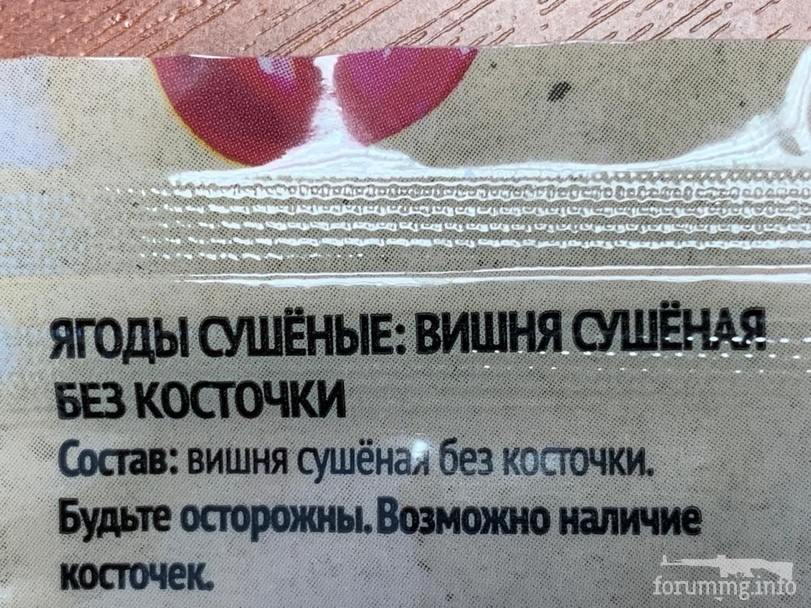 ЯГОДЫ СУШЁНЫЕ: ВИШНЯ СУШЁНАЯ
БЕЗ КОСТОЧКИ
Состав: вишня сушёная без косточки.
Будьте осторожны. Возможно наличие
косточек.
forummg.info